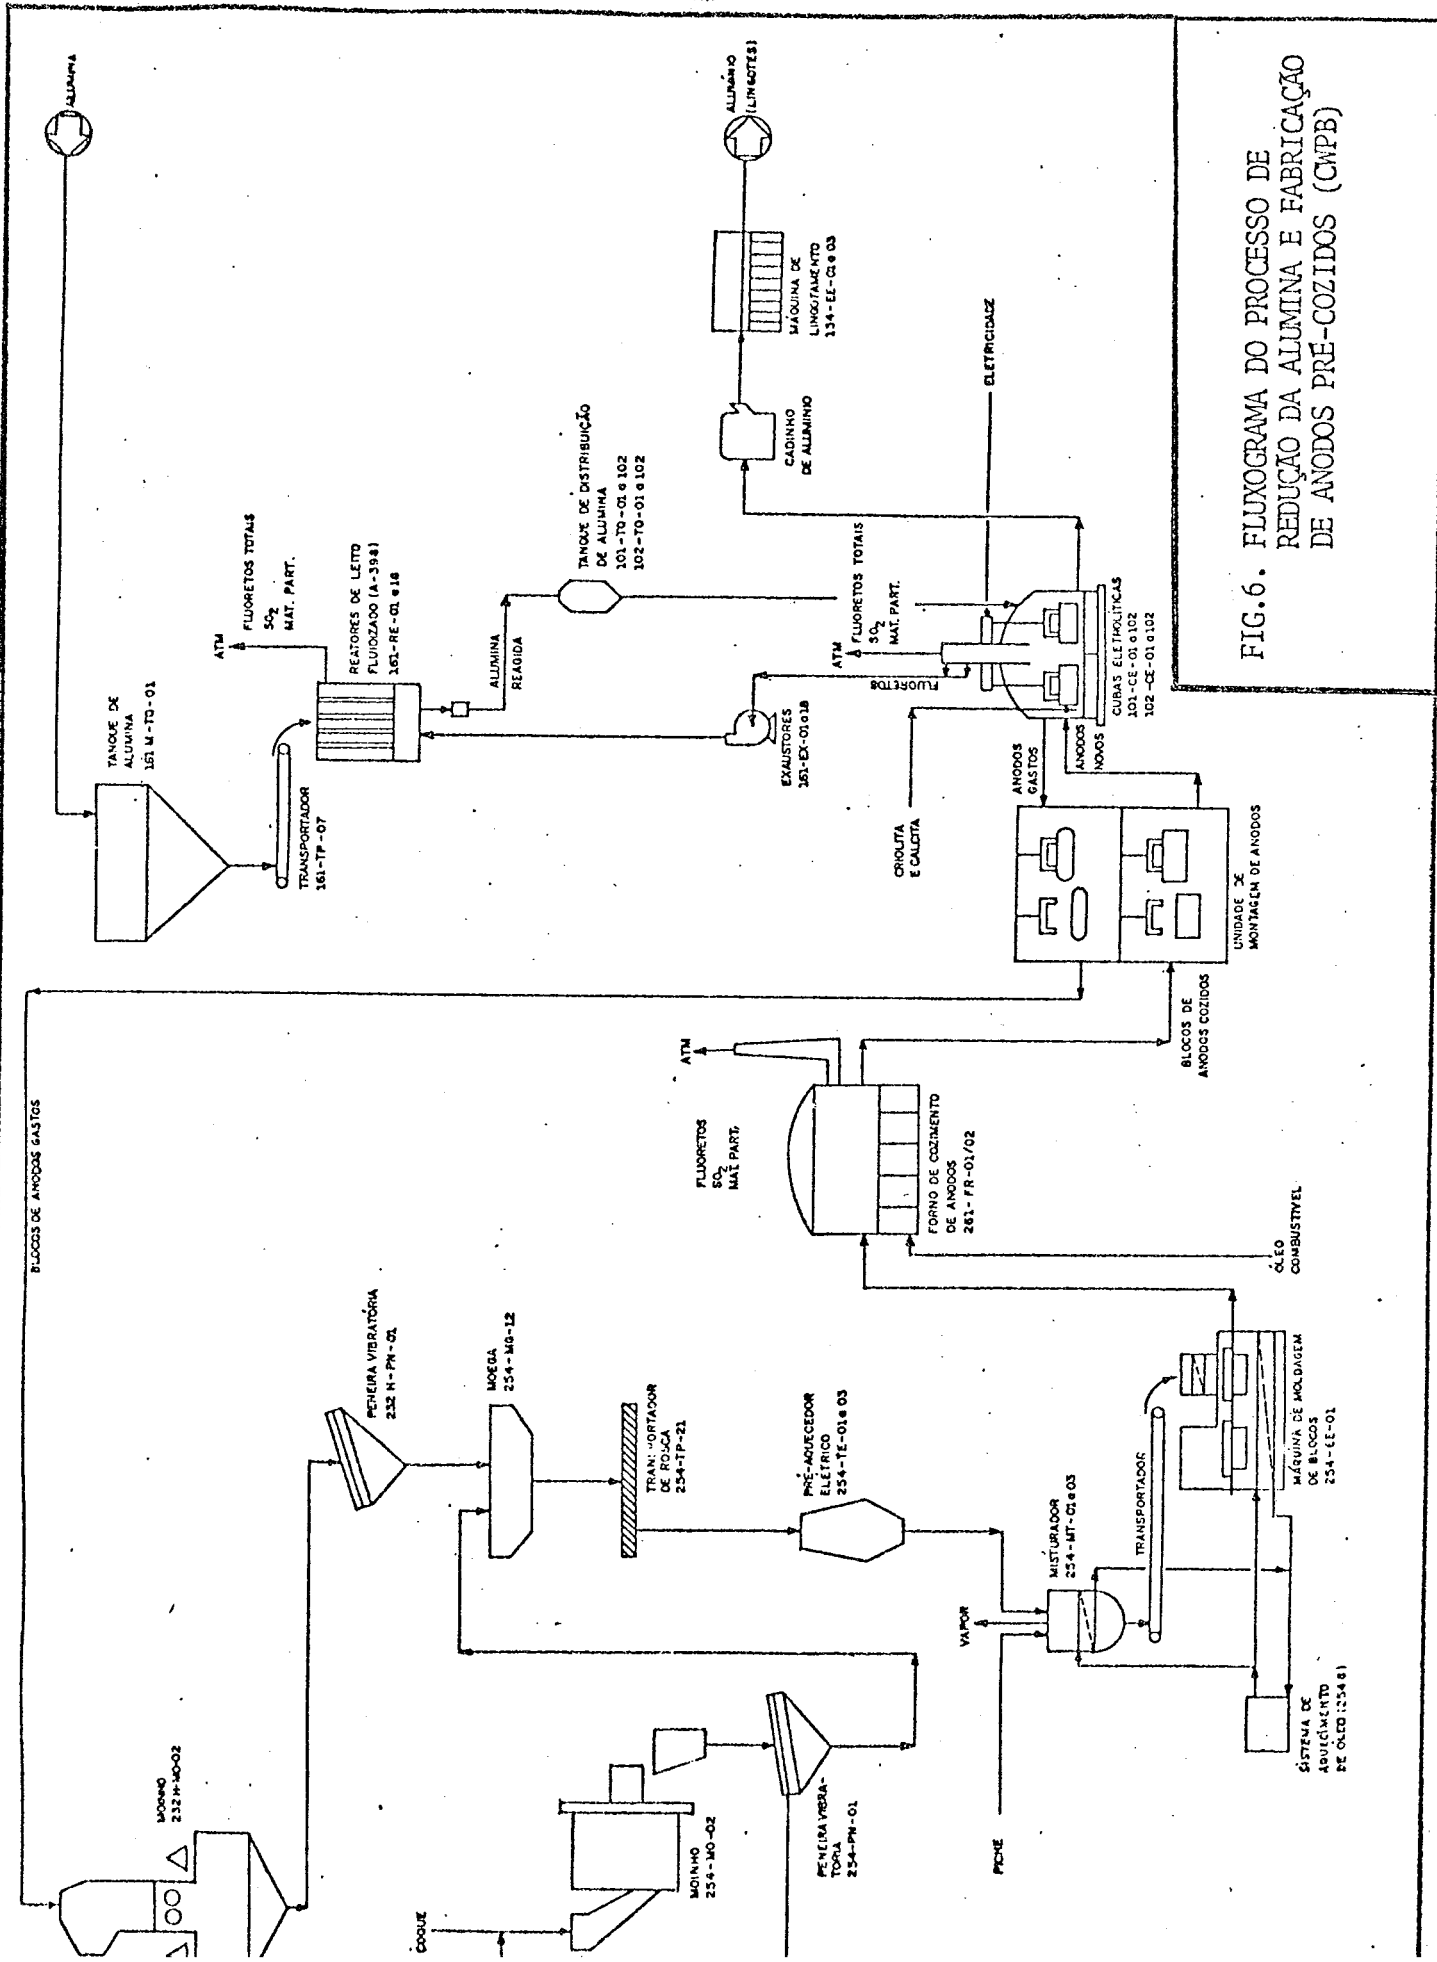 BLOCOS DE ANODOS GASTOS
MOINHO
232 H-MO-02
PENEIRA VIBRATÓRIA
232 H-PN-01
COQUE
MOINHO
254-MO-02
PENEIRA VIBRA-
TORIA
254-PN-01
MOEGA
254-MG-12
TRANSPORTADOR
DE ROSCA
254-TP-21
PRÉ-AQUECEDOR
ELÉTRICO
254-TE-01 a 03
PICHE
VAPOR
MISTURADOR
254-MT-01 a 03
TRANSPORTADOR
SISTEMA DE
AQUECIMENTO
DE ÓLEO
MÁQUINA DE MOLDAGEM
DE BLOCOS
254-EE-01
ÓLEO
COMBUSTIVEL
FORNO DE COZIMENTO
DE ANODOS
261-FR-01/02
FLUORETOS
SO2
MAT. PART.
ATM
BLOCOS DE
ANODOS COZIDOS
UNIDADE DE
MONTAGEM DE ANODOS
ANODOS
GASTOS
ANODOS
NOVOS
CRIOLITA
E CALCITA
TANQUE DE
ALUMINA
161 M-TQ-01
TRANSPORTADOR
161-TP-07
ATM
FLUORETOS TOTAIS
SO2
MAT. PART.
REATORES DE LEITO
FLUIDIZADO (A-398)
161-RE-01 a 18
ALUMINA
REAGIDA
EXAUSTORES
161-EX-01 a 18
TANQUE DE DISTRIBUIÇÃO
DE ALUMINA
101-TQ-01 a 102
102-TQ-01 a 102
FLUORETOS
ATM
FLUORETOS TOTAIS
SO2
MAT. PART.
CUBAS ELETROLÍTICAS
101-CE-01 a 102
102-CE-01 a 102
ELETRICIDADE
CADINHO
DE ALUMINIO
MÁQUINA DE
LINGOTAMENTO
134-EE-01 a 03
ALUMINA
ALUMÍNIO
(LINGOTES)
FIG.6. FLUXOGRAMA DO PROCESSO DE
REDUÇÃO DA ALUMINA E FABRICAÇÃO
DE ANODOS PRÉ-COZIDOS (CWPB)